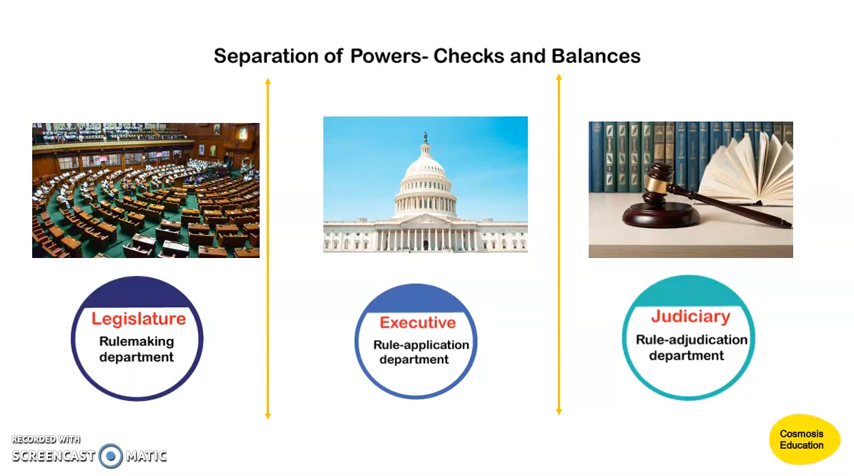 Separation of Powers- Checks and Balances
Legislature
Rulemaking
department
Executive
Rule-application
department
Judiciary
Rule-adjudication
department
RECORDED WITH
SCREENCAST MATIC
Cosmosis
Education